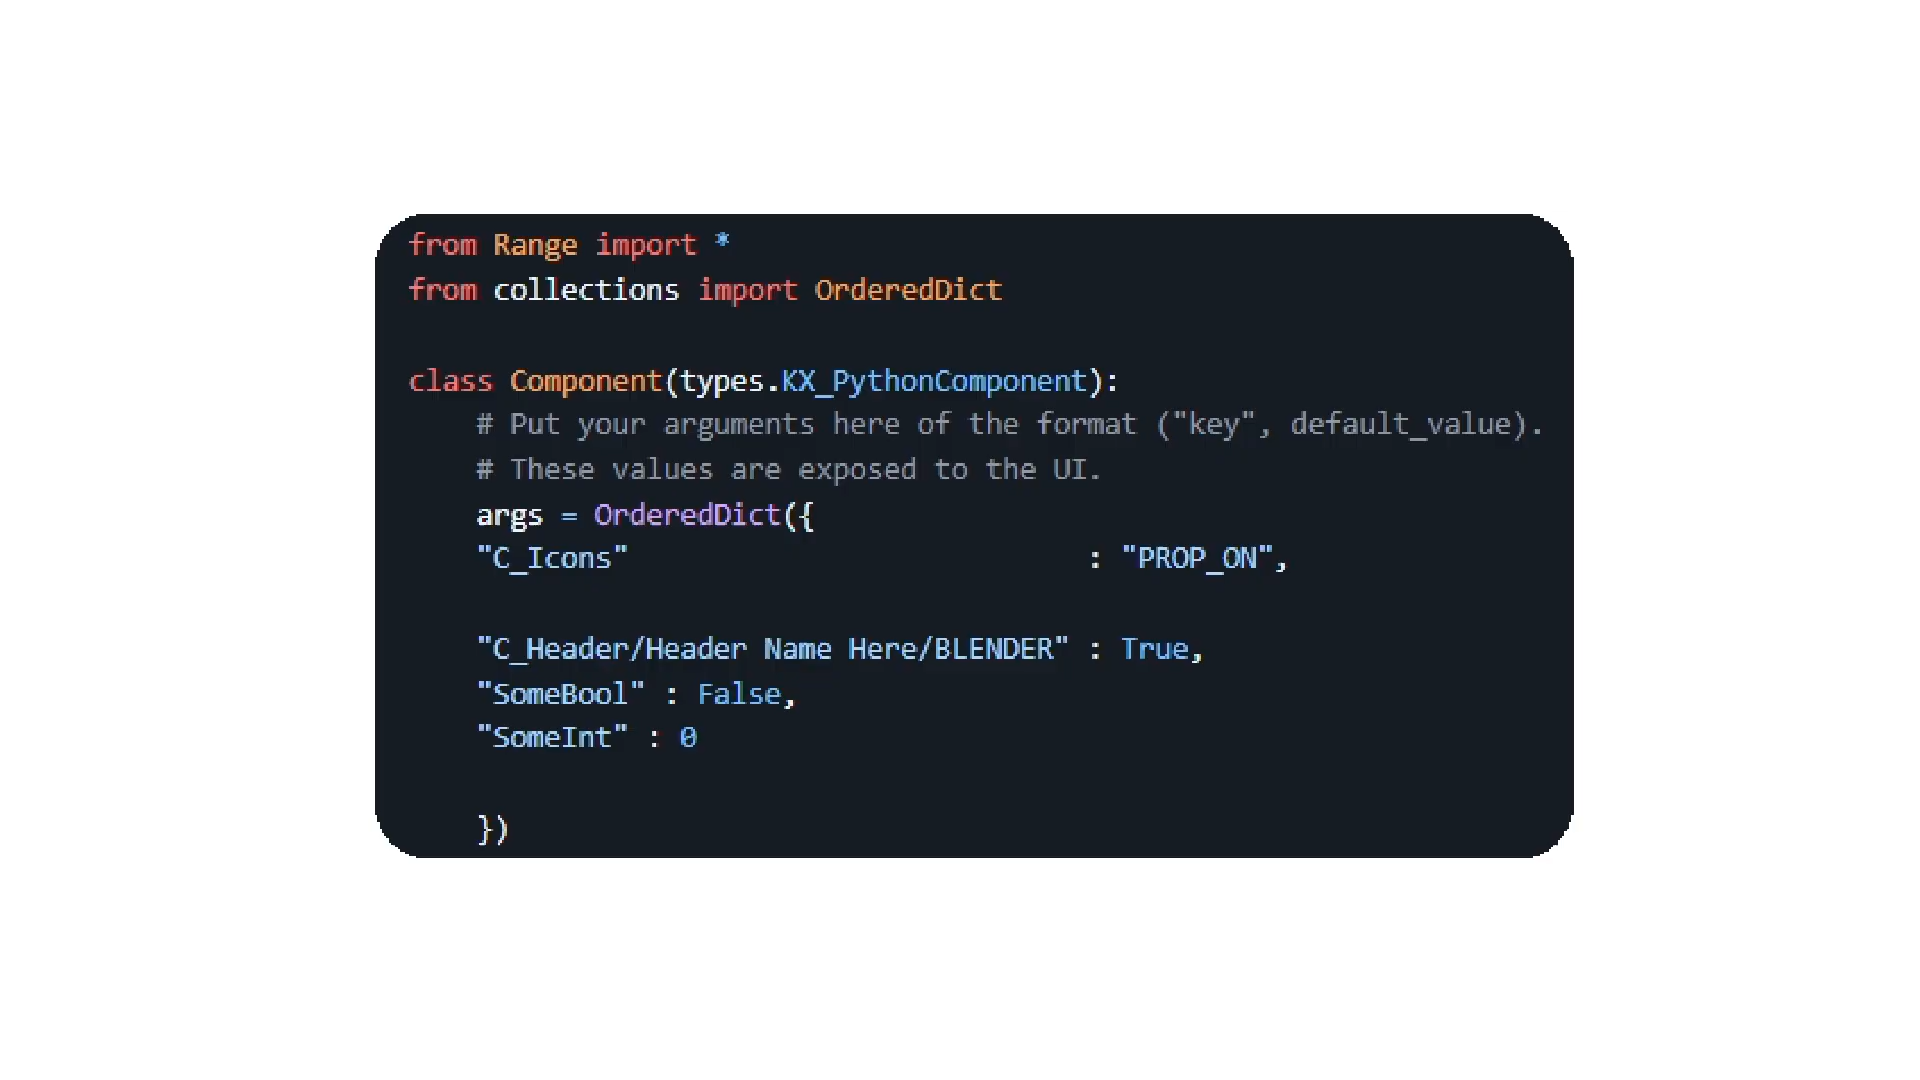 from Range import *
from collections import OrderedDict
class Component(types.KX_PythonComponent):
# Put your arguments here of the format ("key", default_value).
# These values are exposed to the UI.
args = OrderedDict({
"C_Icons" : "PROP_ON",
"C_Header/Header Name Here/BLENDER" : True,
"SomeBool" : False,
"SomeInt" : 0
})